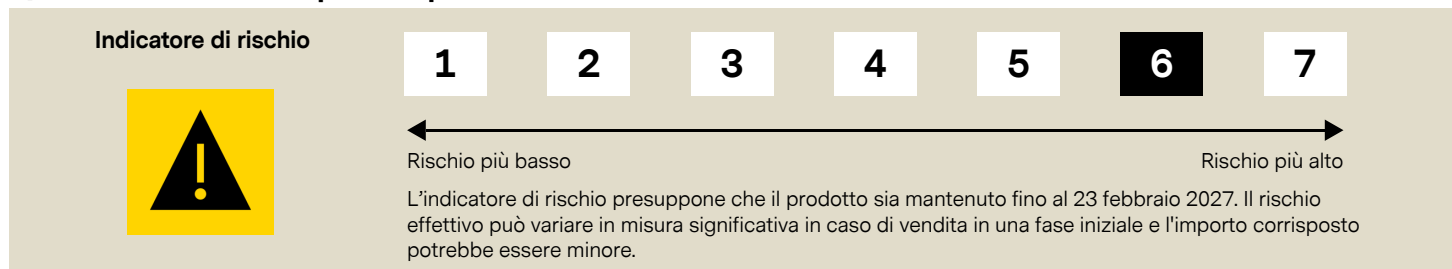 Indicatore di rischio
1 2 3 4 5 6 7
Rischio più basso Rischio più alto
L'indicatore di rischio presuppone che il prodotto sia mantenuto fino al 23 febbraio 2027. Il rischio
effettivo può variare in misura significativa in caso di vendita in una fase iniziale e l'importo corrisposto
potrebbe essere minore.